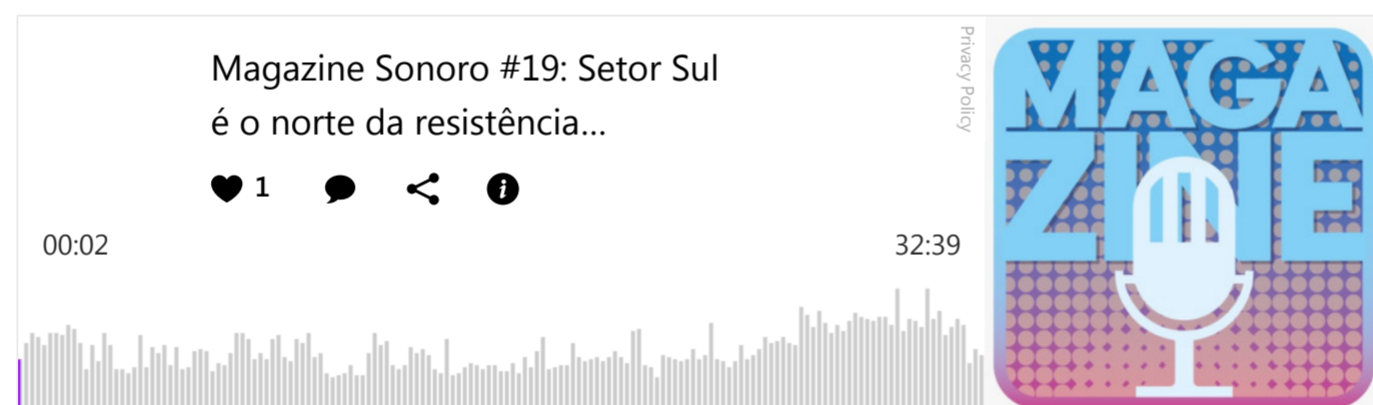 Magazine Sonoro #19: Setor Sul
é o norte da resistência...
1
00:02
32:39
Privacy Policy
MAGA
ZINE